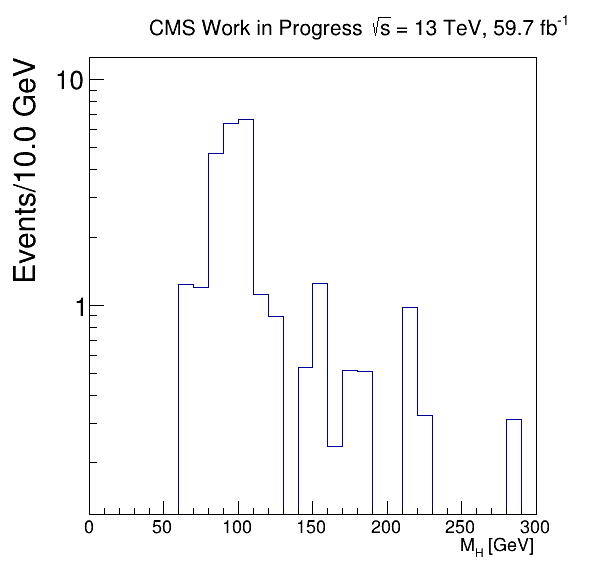 CMS Work in Progress √s = 13 TeV, 59.7 fb⁻¹
Events/10.0 GeV
10
1
0 50 100 150 200 250 300
M_H [GeV]